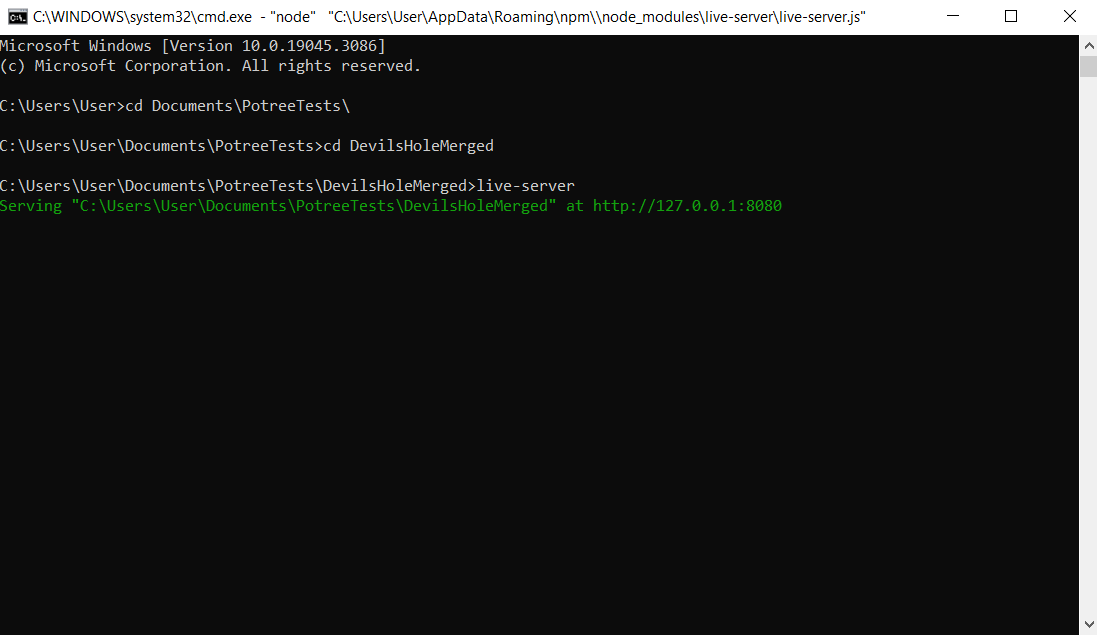 C:\WINDOWS\system32\cmd.exe - "node" "C:\Users\User\AppData\Roaming\npm\\node_modules\live-server\live-server.js"
Microsoft Windows [Version 10.0.19045.3086]
(c) Microsoft Corporation. All rights reserved.
C:\Users\User>cd Documents\PotreeTests\
C:\Users\User\Documents\PotreeTests>cd DevilsHoleMerged
C:\Users\User\Documents\PotreeTests\DevilsHoleMerged>live-server
Serving "C:\Users\User\Documents\PotreeTests\DevilsHoleMerged" at http://127.0.0.1:8080